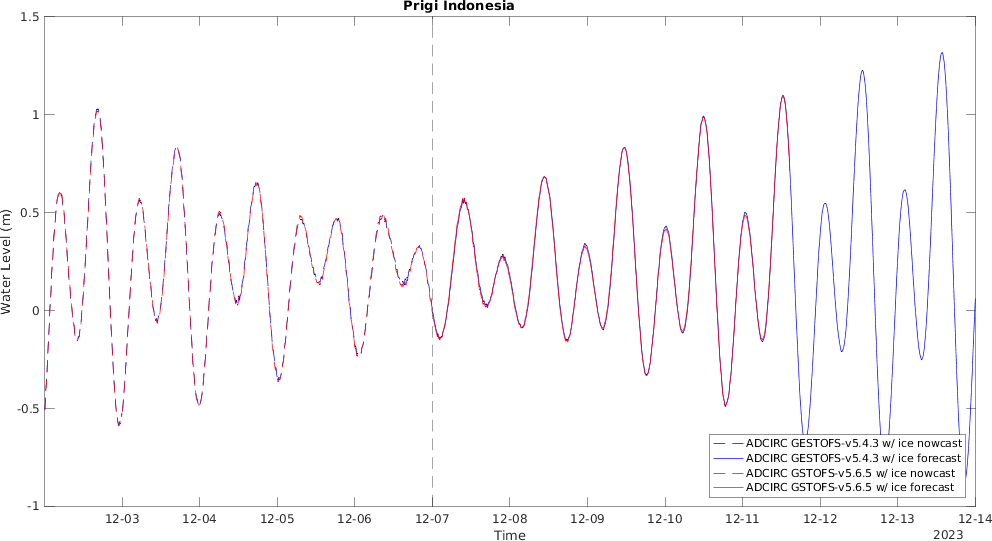 Prigi Indonesia
1.5
1
0.5
0
-0.5
-1
Water Level (m)
12-03
12-04
12-05
12-06
12-07
12-08
12-09
12-10
12-11
12-12
12-13
12-14
Time
2023
ADCIRC GESTOFS-v5.4.3 w/ ice nowcast
ADCIRC GESTOFS-v5.4.3 w/ ice forecast
ADCIRC GSTOFS-v5.6.5 w/ ice nowcast
ADCIRC GSTOFS-v5.6.5 w/ ice forecast